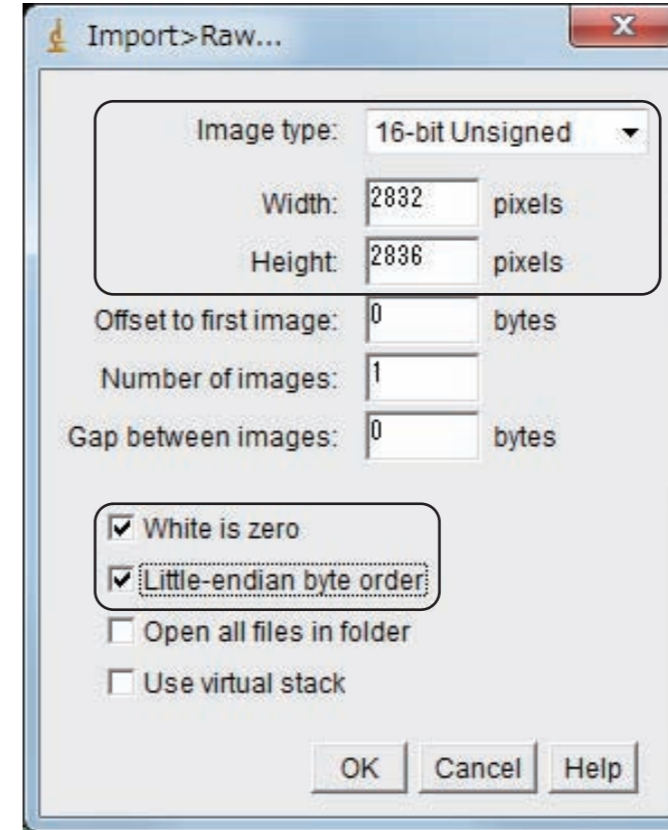 Import>Raw...
Image type: 16-bit Unsigned
Width: 2832 pixels
Height: 2836 pixels
Offset to first image: 0 bytes
Number of images: 1
Gap between images: 0 bytes
White is zero
Little-endian byte order
Open all files in folder
Use virtual stack
OK Cancel Help